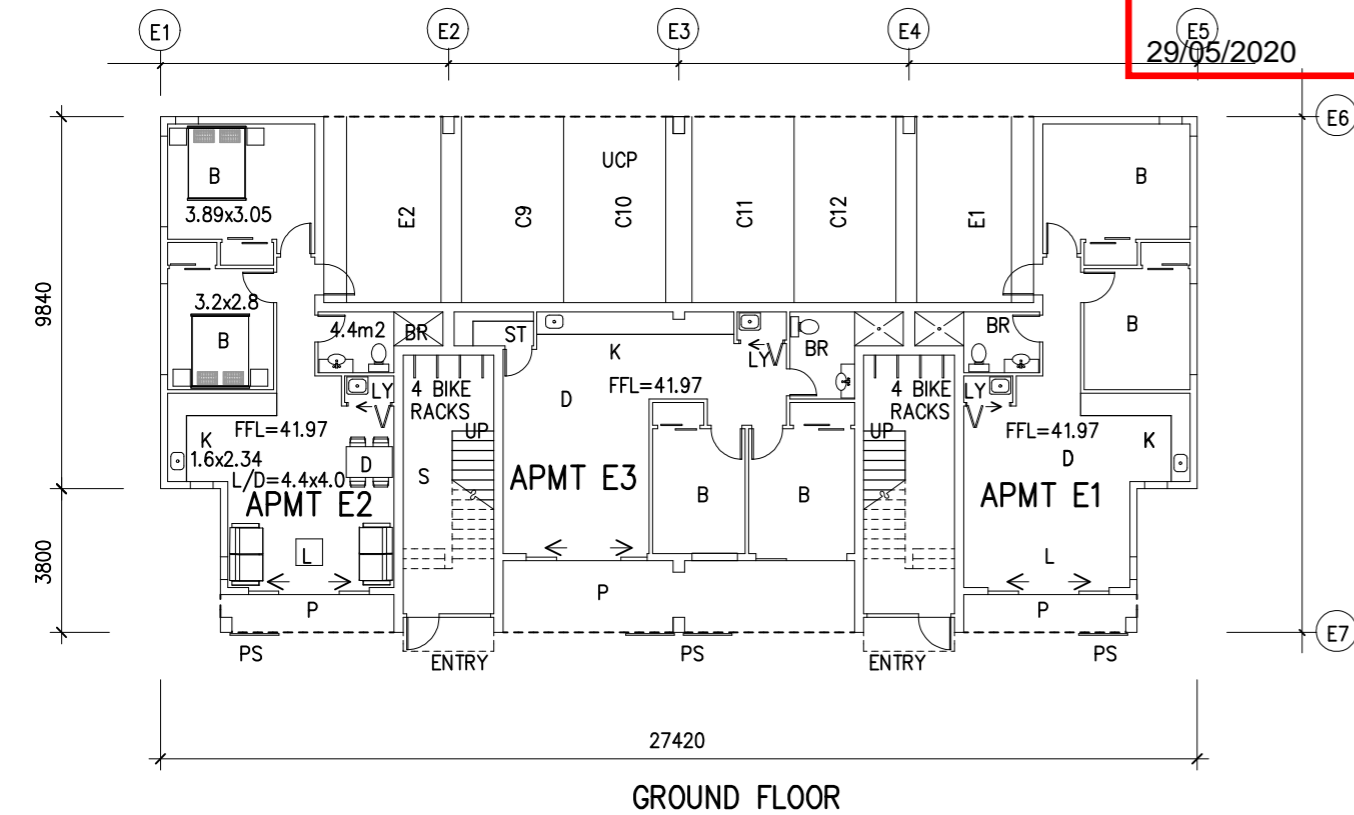 E1
E2
E3
E4
E5
29/05/2020
E6
UCP
B
3.89x3.05
E2
C9
C10
C11
C12
E1
B
9840
3.2x2.8
B
4.4m2
BR
ST
K
LY
BR
BR
B
FFL=41.97
D
LY
4 BIKE
RACKS
UP
4 BIKE
RACKS
UP
LY
FFL=41.97
K
1.6x2.34
L/D=4.4x4.0
D
APMT E2
S
APMT E3
B
B
FFL=41.97
D
K
APMT E1
3800
L
L
P
P
P
E7
PS
ENTRY
PS
ENTRY
PS
27420
GROUND FLOOR